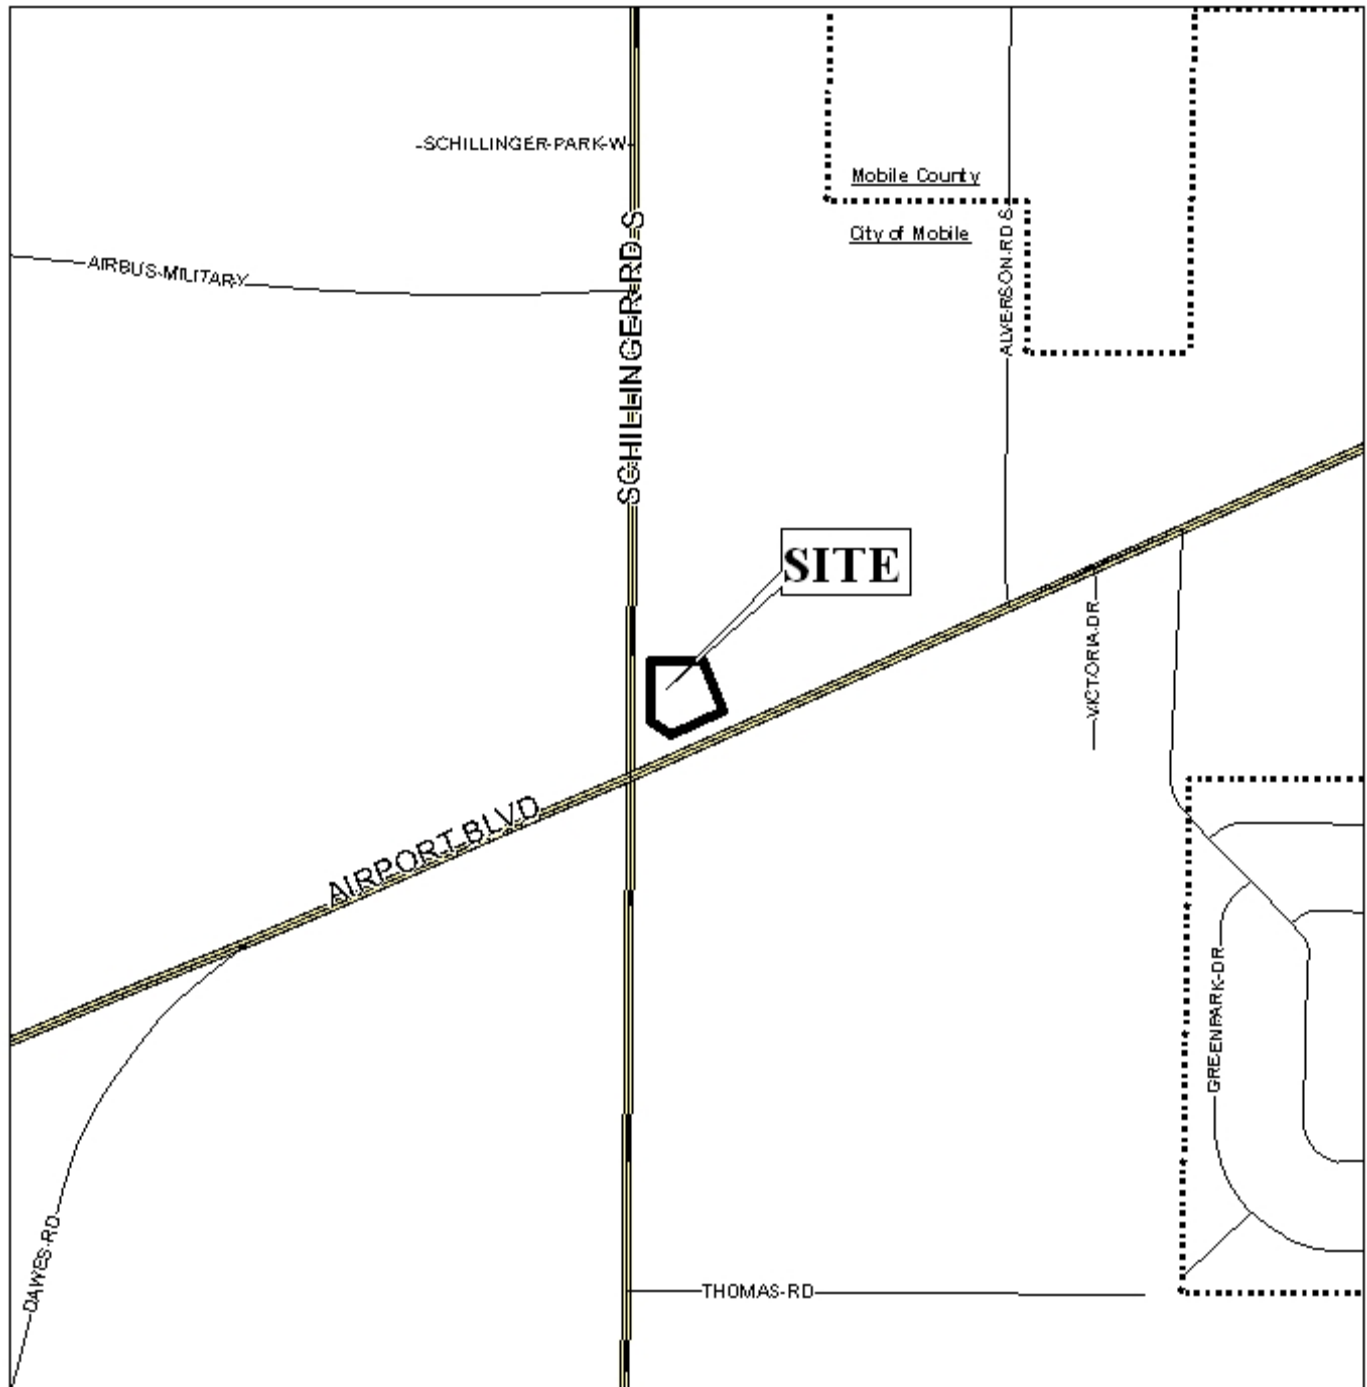 SCHILLINGER PARK W
Mobile County
City of Mobile
AIRBUS MILITARY
SCHILLINGER RD S
ALVERSON RD S
SITE
VICTORIA DR
AIRPORT BLVD
GREENPARK DR
DAWES RD
THOMAS RD